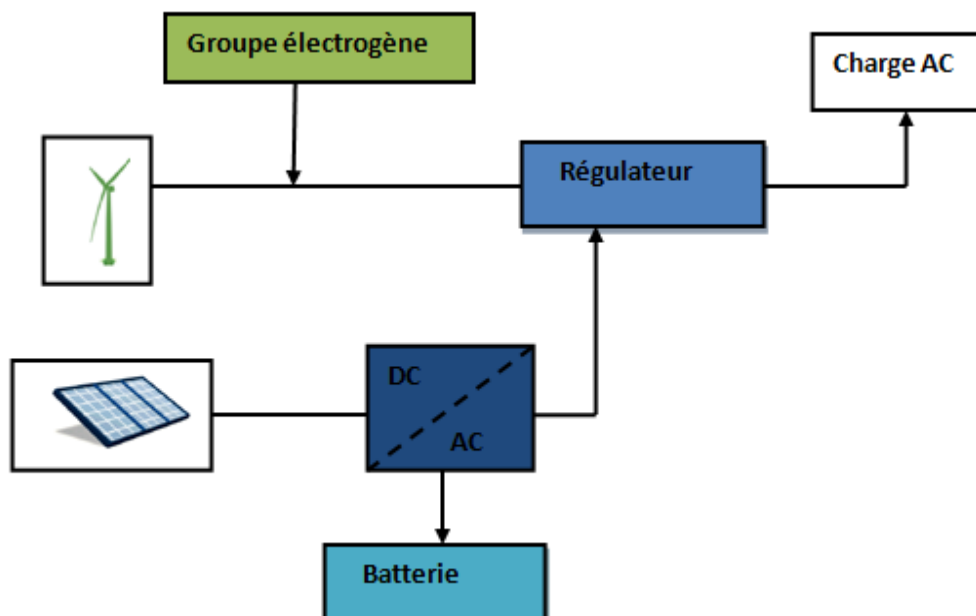 Groupe électrogène
Charge AC
Régulateur
DC
AC
Batterie